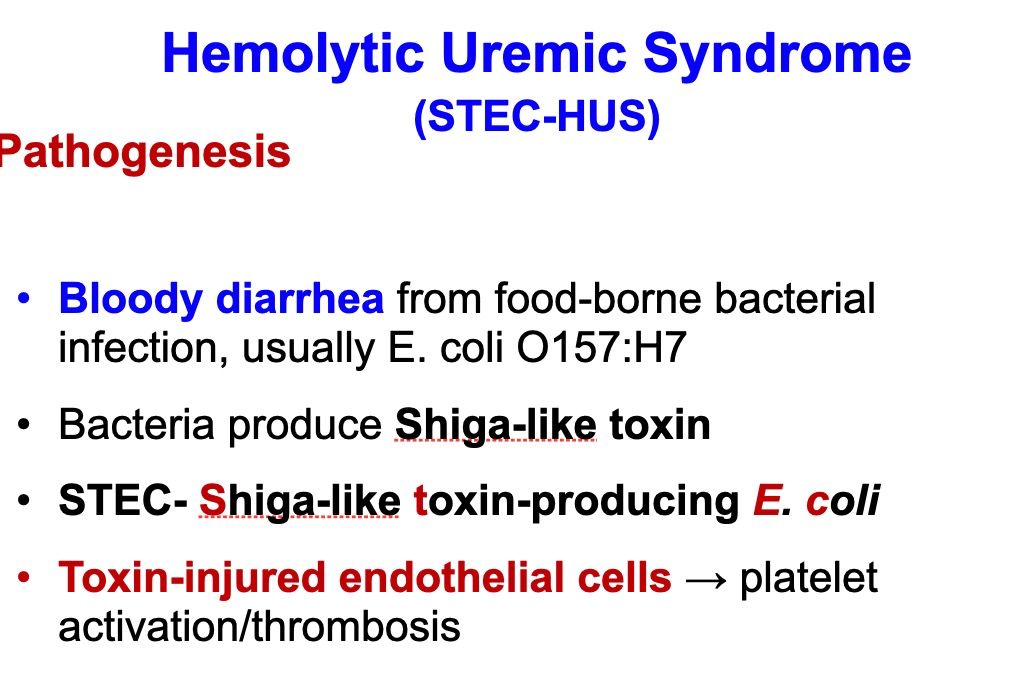 Hemolytic Uremic Syndrome
(STEC-HUS)
Pathogenesis
• Bloody diarrhea from food-borne bacterial
infection, usually E. coli O157:H7
• Bacteria produce Shiga-like toxin
• STEC- Shiga-like toxin-producing E. coli
• Toxin-injured endothelial cells → platelet
activation/thrombosis